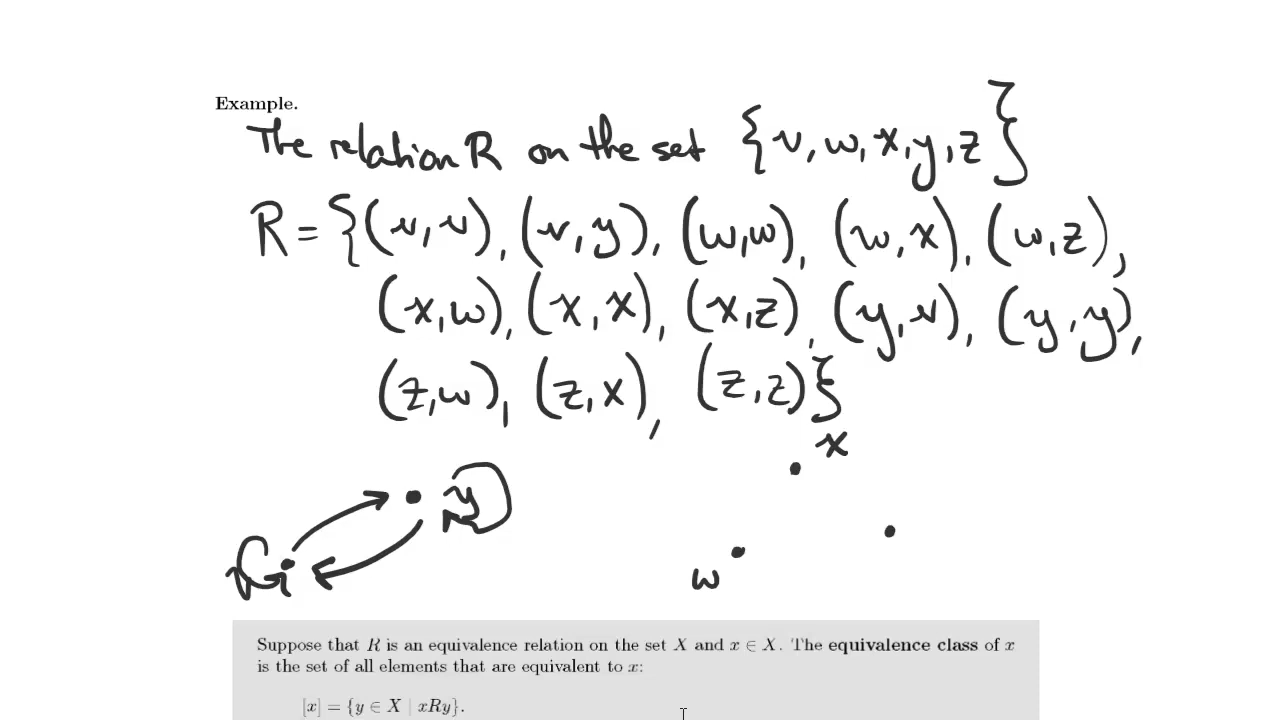 Example.
The relation R on the set {v, w, x, y, z}
R = {(v, v), (v, y), (w, w), (w, x), (w, z),
(x, w), (x, x), (x, z), (y, v), (y, y),
(z, w), (z, x), (z, z)}
x
y
w
Suppose that R is an equivalence relation on the set X and x ∈ X. The equivalence class of x
is the set of all elements that are equivalent to x:
[x] = {y ∈ X | xRy}.